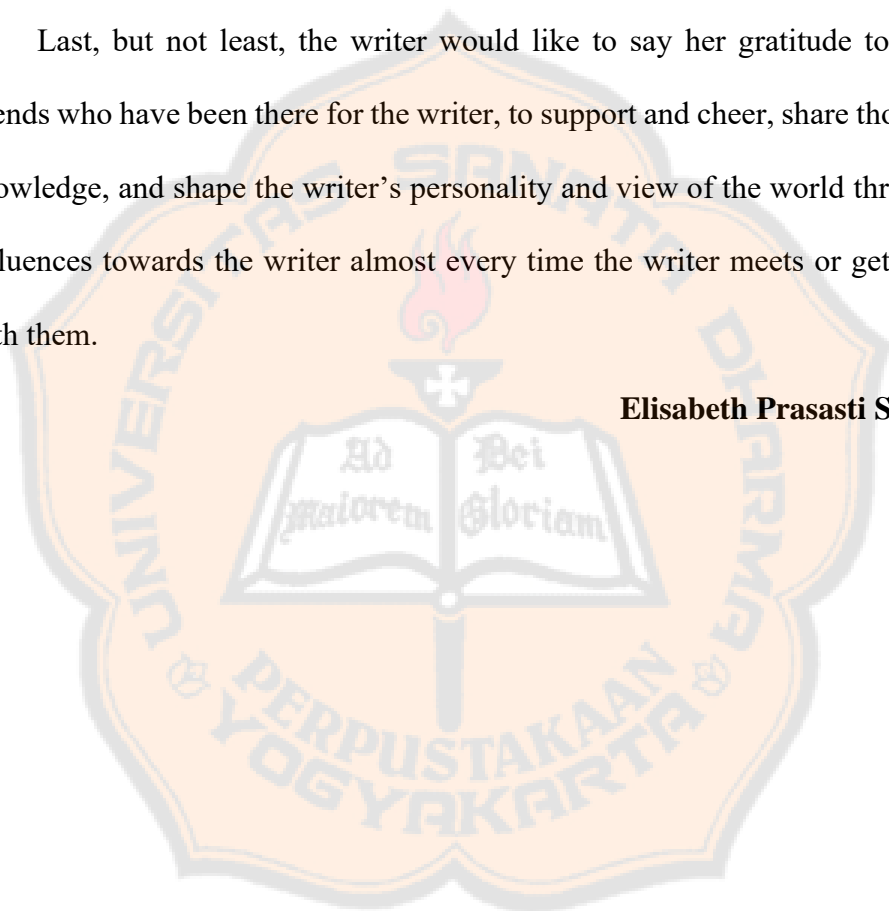 Last, but not least, the writer would like to say her gratitude to
ends who have been there for the writer, to support and cheer, share tho
owledge, and shape the writer's personality and view of the world thr
luences towards the writer almost every time the writer meets or get
th them.
Elisabeth Prasasti S
UNIVERSITAS SANATA DHARMA
Ad Dei
Maiorem Gloriam
PERPUSTAKAAN
YOGYAKARTA